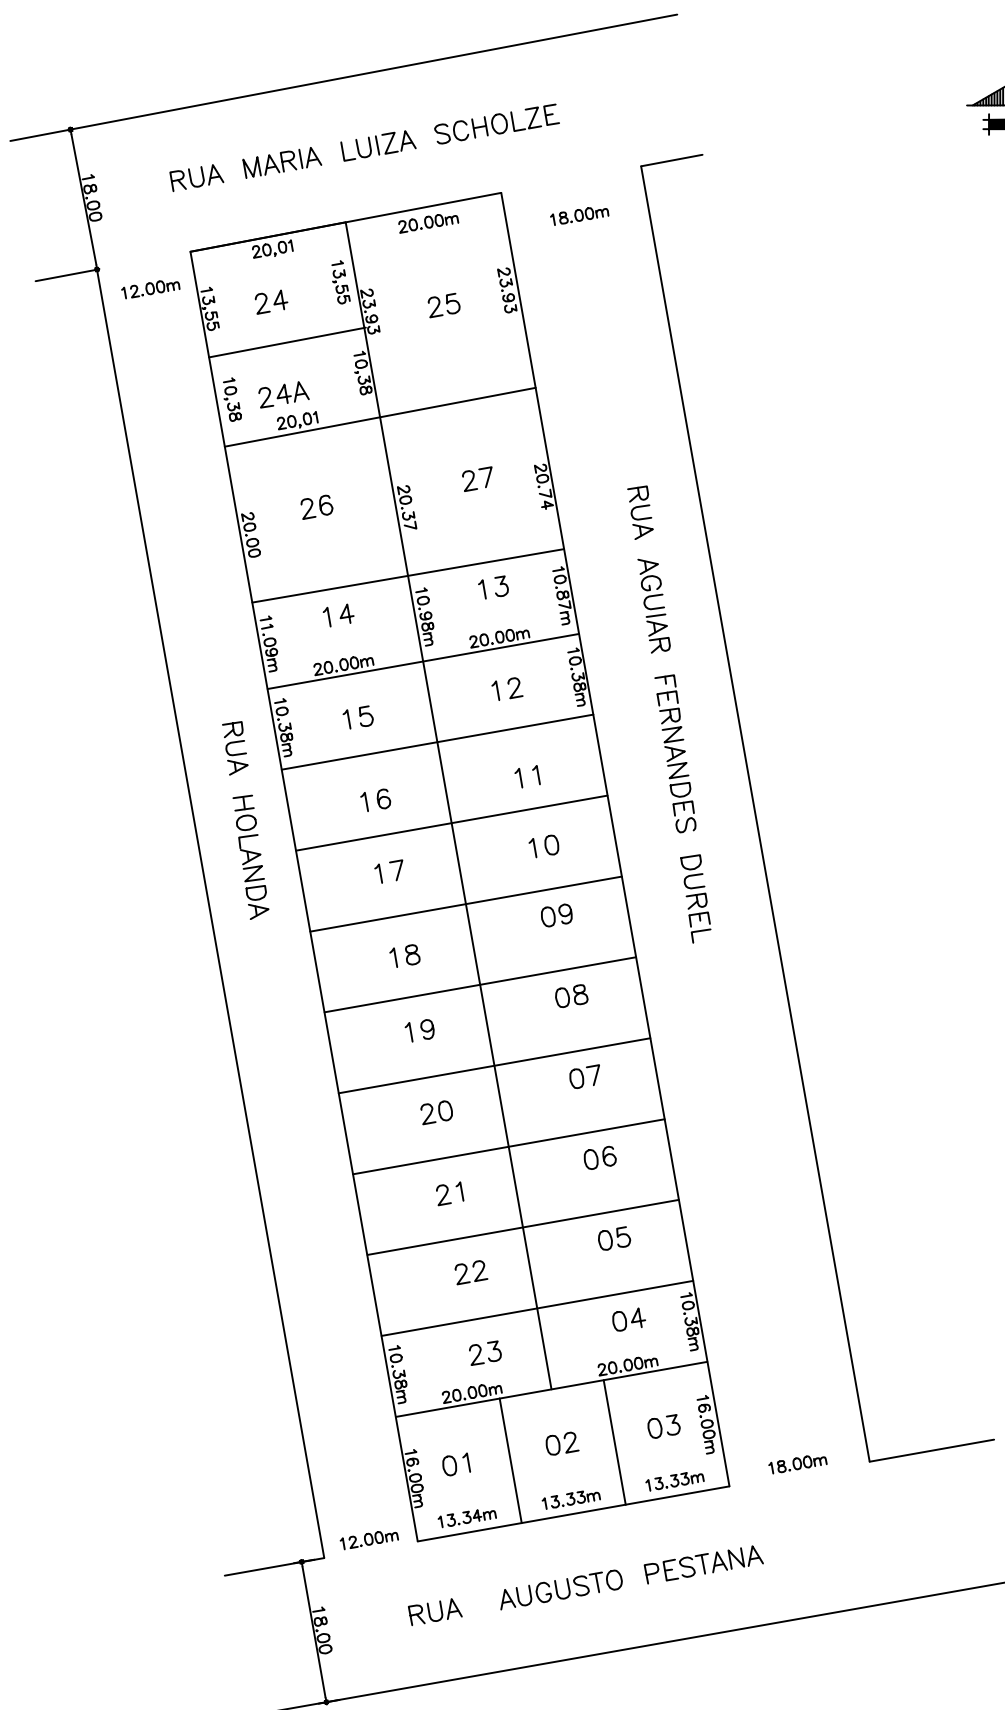 RUA MARIA LUIZA SCHOLZE
18.00
12.00m
20,01
20.00m
18.00m
13,55
24
13,55
23.93
25
23.93
10,38
24A
10,38
20,01
26
20.00
20.37
27
20.74
14
11.09m
20.00m
10.98m
13
10.87m
20.00m
15
10.38m
12
10.38m
16
11
17
10
18
09
19
08
20
07
21
06
22
05
23
10.38m
20.00m
04
10.38m
20.00m
01
16.00m
13.34m
02
13.33m
03
16.00m
13.33m
RUA HOLANDA
RUA AGUIAR FERNANDES DUREL
12.00m
18.00m
18.00
RUA AUGUSTO PESTANA